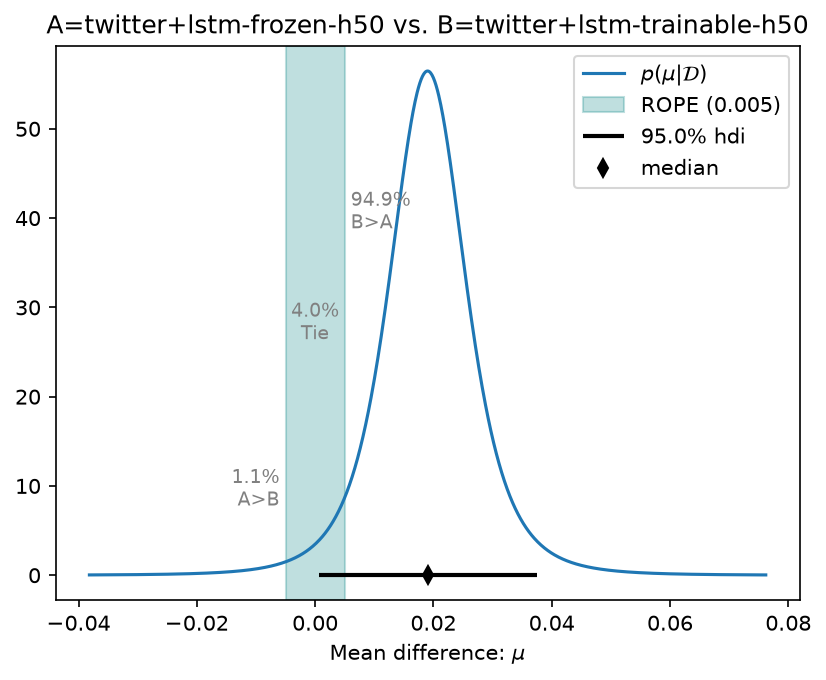 A=twitter+lstm-frozen-h50 vs. B=twitter+lstm-trainable-h50
p(μ|𝒟)
ROPE (0.005)
95.0% hdi
median
50
40
30
20
10
0
94.9%
B>A
4.0%
Tie
1.1%
A>B
−0.04 −0.02 0.00 0.02 0.04 0.06 0.08
Mean difference: μ